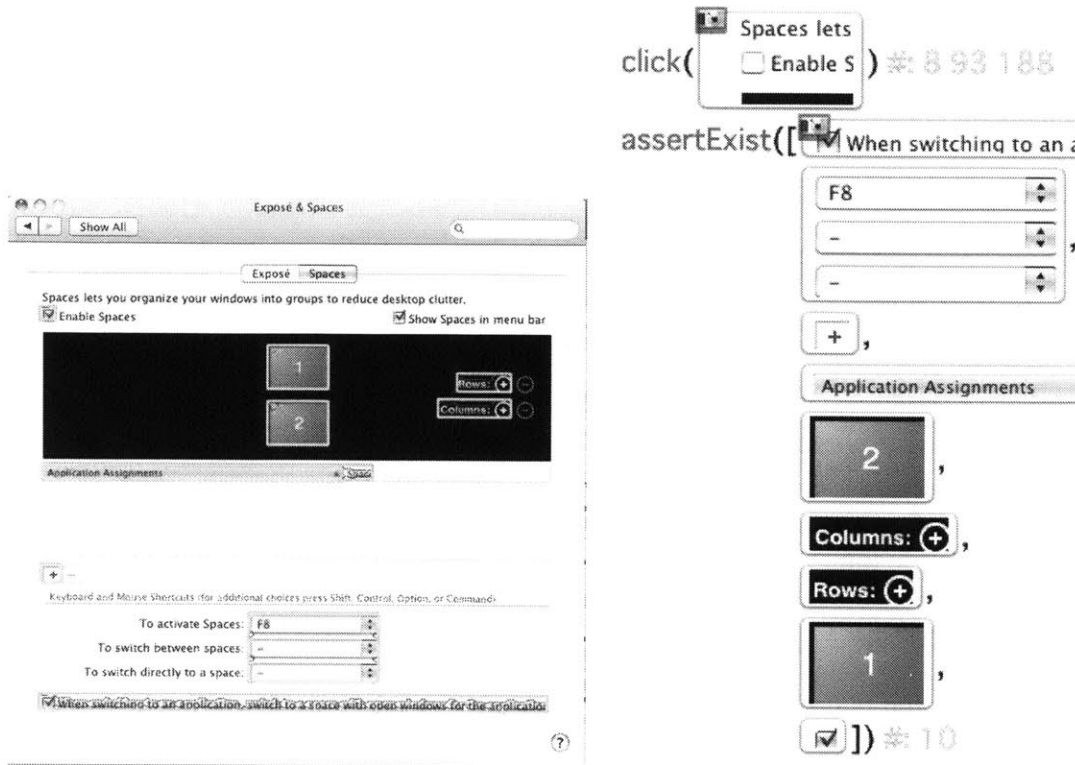 Exposé & Spaces
Show All
Exposé Spaces
Spaces lets you organize your windows into groups to reduce desktop clutter.
Enable Spaces
Show Spaces in menu bar
1
Rows: +
2
Columns: +
Application Assignments
Spac
+ –
Keyboard and Mouse Shortcuts (for additional choices press Shift, Control, Option, or Command)
To activate Spaces: F8
To switch between spaces: –
To switch directly to a space: –
When switching to an application, switch to a space with open windows for the application
?
click( Spaces lets
Enable S ) #: 8 93 188
assertExist([ When switching to an a
F8
–
– ,
+ ,
Application Assignments
2 ,
Columns: + ,
Rows: + ,
1 ,
]) #: 10